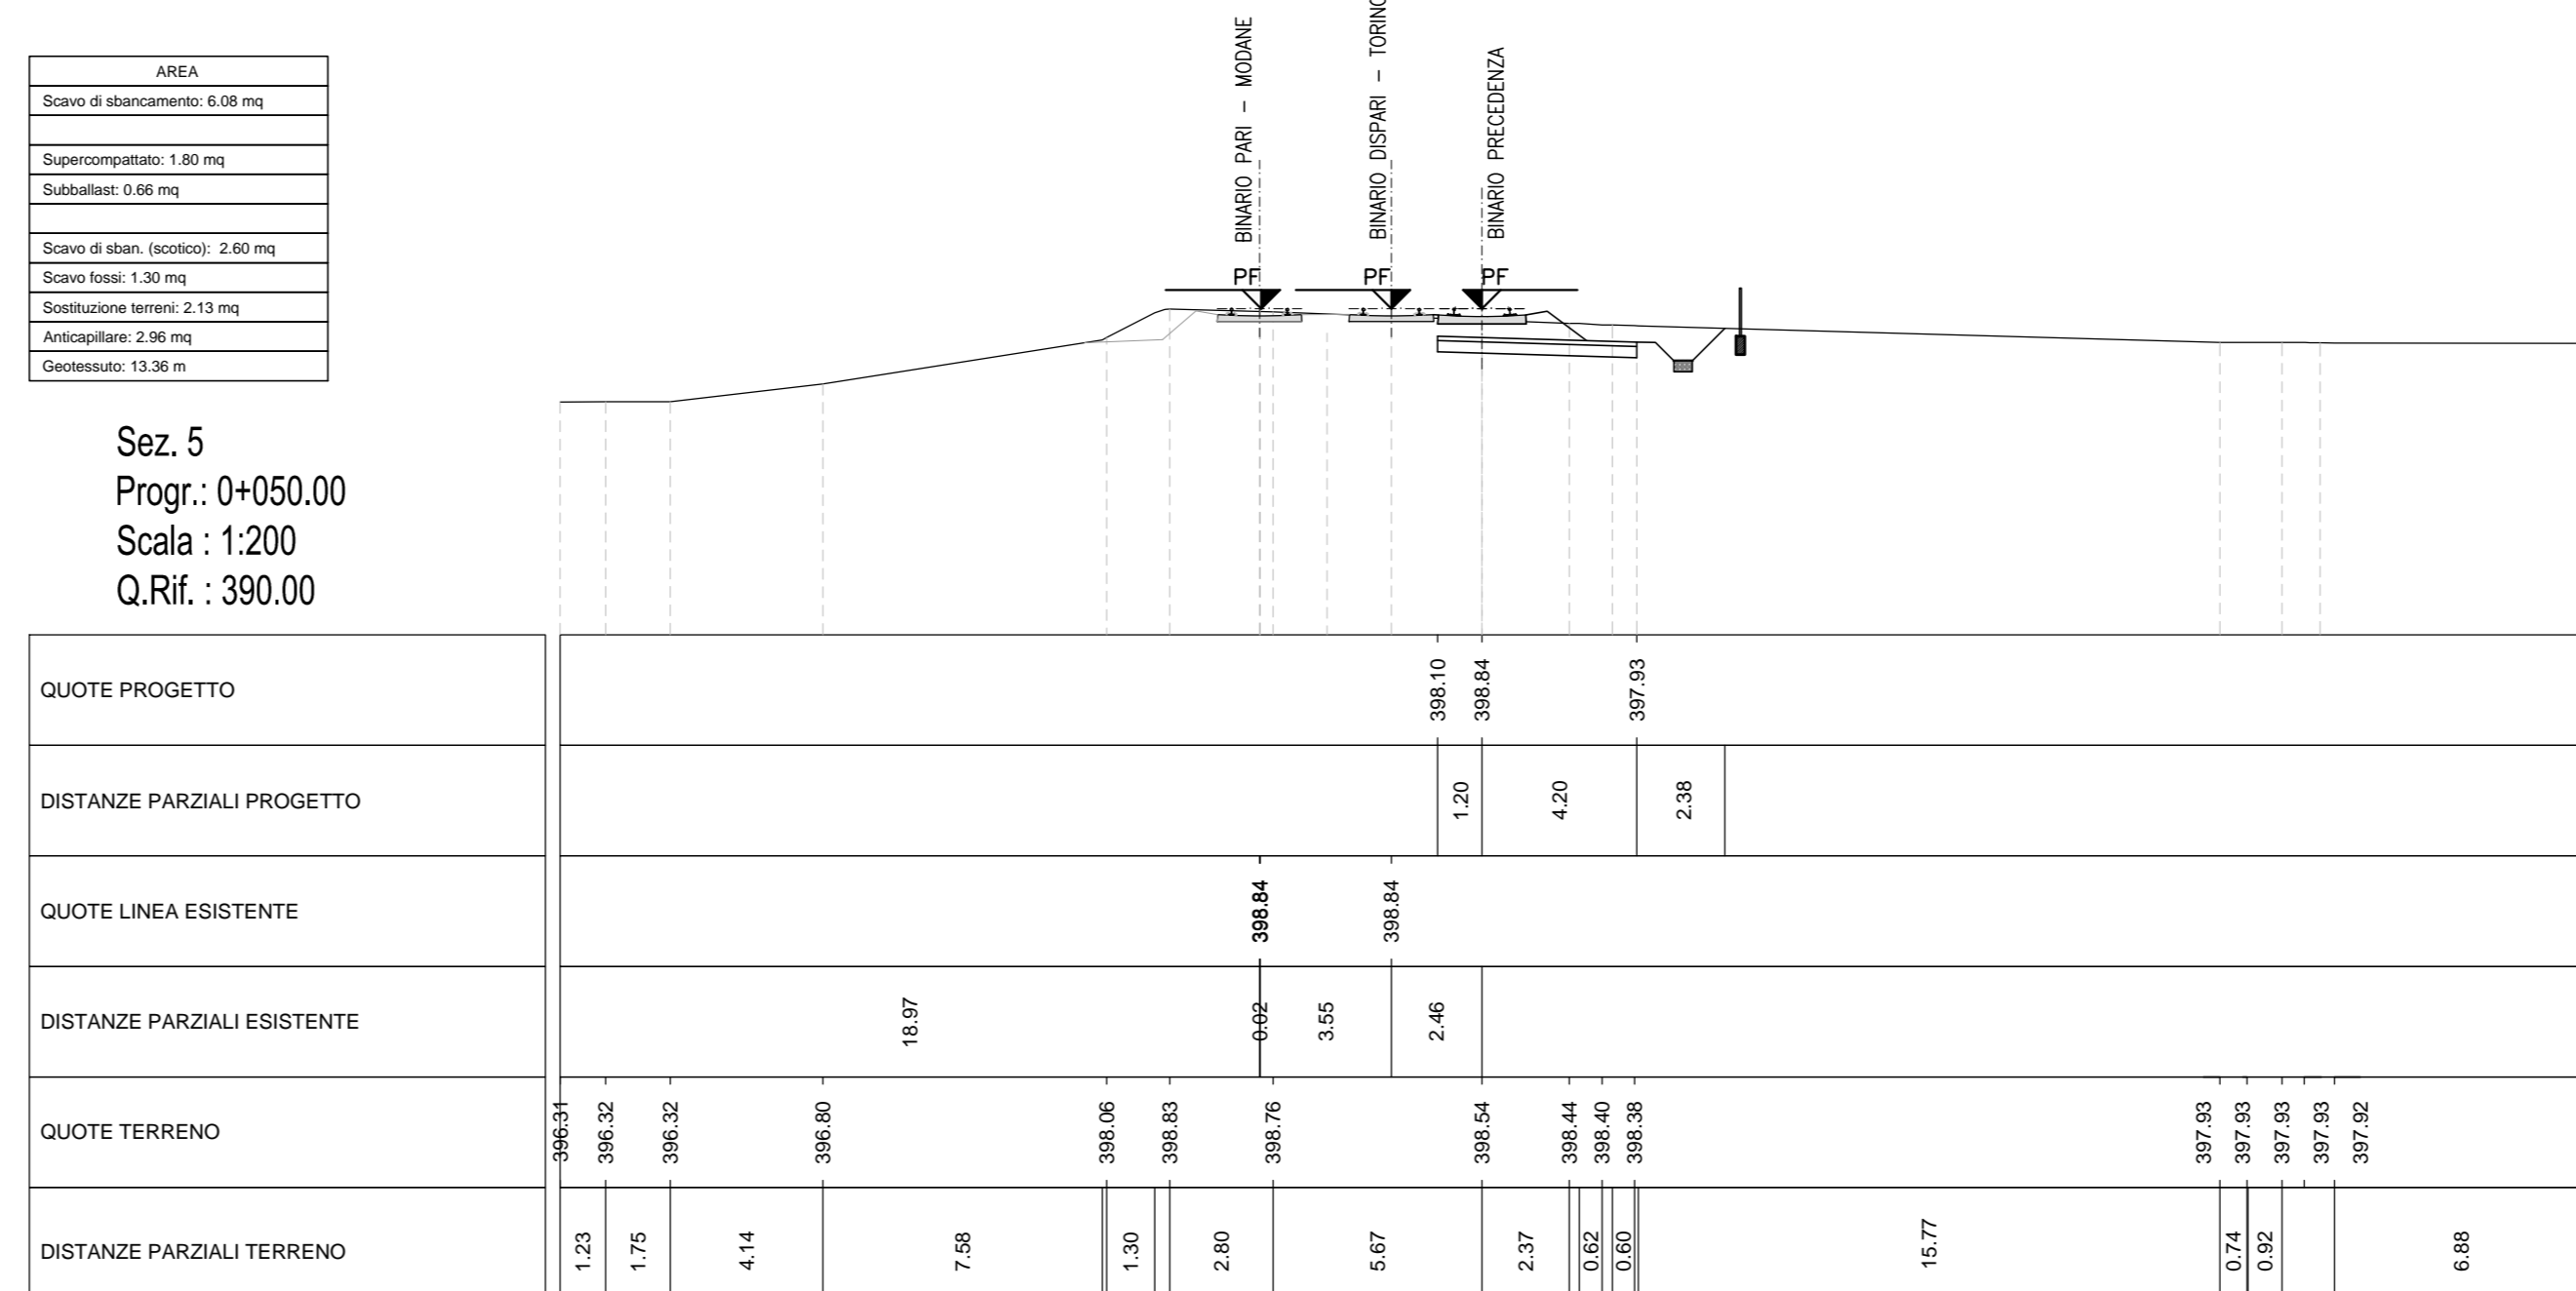 BINARIO PARI - MODANE
BINARIO DISPARI - TORINO
BINARIO PRECEDENZA
AREA
Scavo di sbancamento: 6.08 mq
Supercompattato: 1.80 mq
Subballast: 0.66 mq
Scavo di sban. (scotico): 2.60 mq
Scavo fossi: 1.30 mq
Sostituzione terreni: 2.13 mq
Anticapillare: 2.96 mq
Geotessuto: 13.36 m
PF PF PF
Sez. 5
Progr.: 0+050.00
Scala : 1:200
Q.Rif. : 390.00
QUOTE PROGETTO 398.10 398.84 397.93
DISTANZE PARZIALI PROGETTO 1.20 4.20 2.38
QUOTE LINEA ESISTENTE 398.84 398.84
DISTANZE PARZIALI ESISTENTE 18.97 0.02 3.55 2.46
QUOTE TERRENO 396.31 396.32 396.32 396.80 398.06 398.83 398.76 398.54 398.44 398.40 398.38 397.93 397.93 397.93 397.93 397.92
DISTANZE PARZIALI TERRENO 1.23 1.75 4.14 7.58 1.30 2.80 5.67 2.37 0.62 0.60 15.77 0.74 0.92 6.88